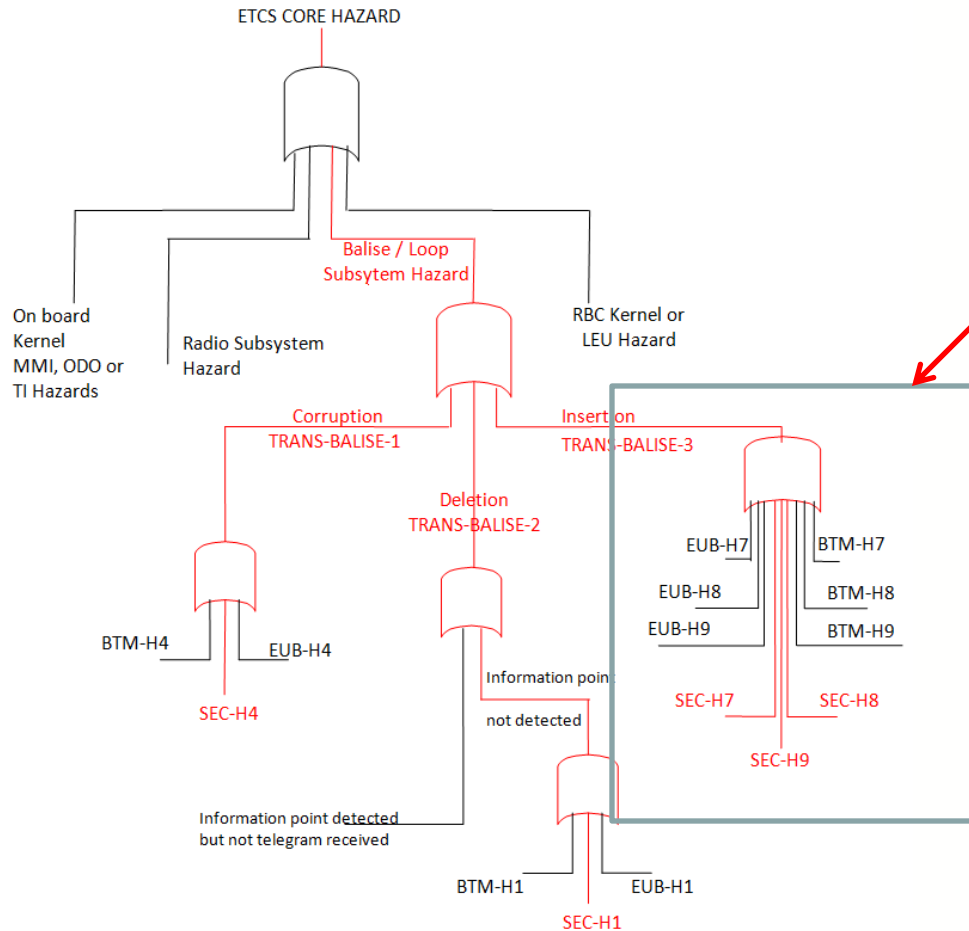 ETCS CORE HAZARD
Balise / Loop
Subsytem Hazard
On board
Kernel
MMI, ODO or
TI Hazards
Radio Subsystem
Hazard
RBC Kernel or
LEU Hazard
Corruption
TRANS-BALISE-1
Insertion
TRANS-BALISE-3
Deletion
TRANS-BALISE-2
EUB-H7
BTM-H7
EUB-H8
BTM-H8
EUB-H9
BTM-H9
BTM-H4
EUB-H4
SEC-H4
Information point
not detected
SEC-H7
SEC-H8
SEC-H9
Information point detected
but not telegram received
BTM-H1
EUB-H1
SEC-H1